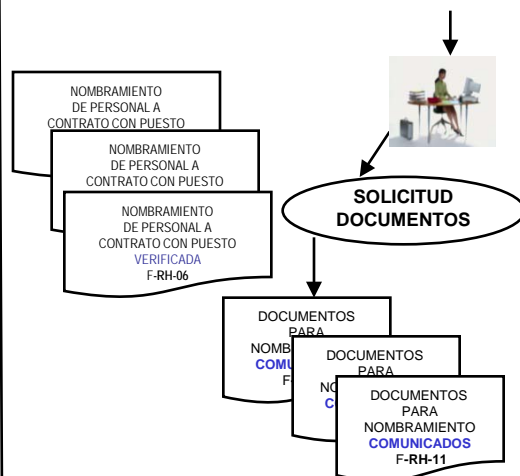 NOMBRAMIENTO
DE PERSONAL A
CONTRATO CON PUESTO
NOMBRAMIENTO
DE PERSONAL A
CONTRATO CON PUESTO
NOMBRAMIENTO
DE PERSONAL A
CONTRATO CON PUESTO
VERIFICADA
F-RH-06
SOLICITUD
DOCUMENTOS
DOCUMENTOS
PARA
DOCUMENTOS
PARA
DOCUMENTOS
PARA
NOMBRAMIENTO
COMUNICADOS
F-RH-11